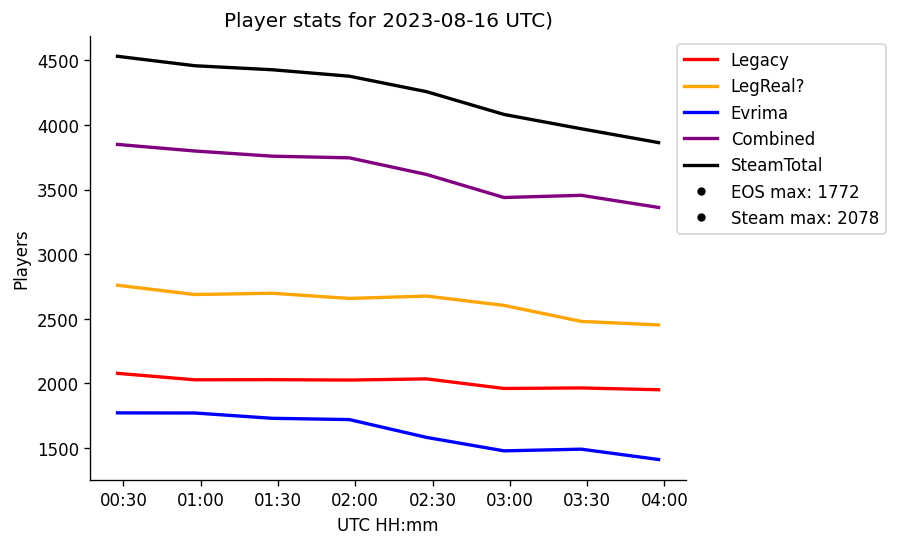 Player stats for 2023-08-16 UTC)
4500
4000
3500
3000
2500
2000
1500
Players
00:30 01:00 01:30 02:00 02:30 03:00 03:30 04:00
UTC HH:mm
Legacy
LegReal?
Evrima
Combined
SteamTotal
EOS max: 1772
Steam max: 2078